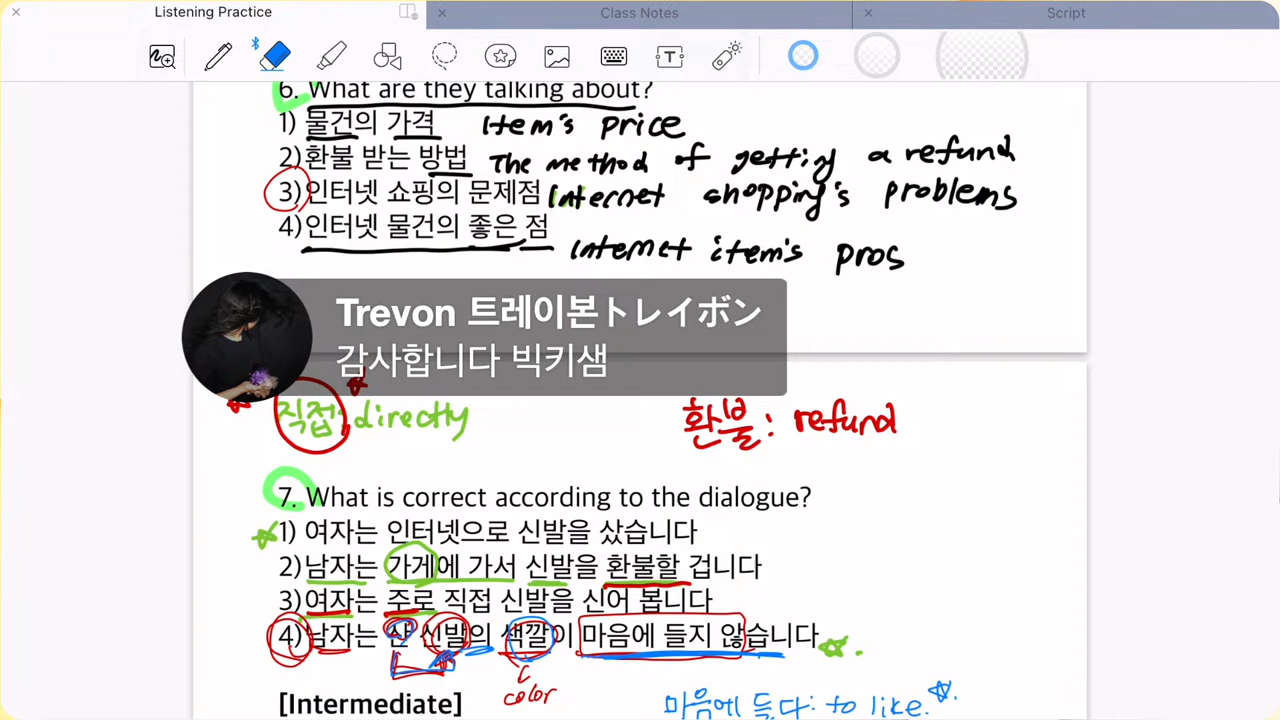 Listening Practice
Class Notes
Script
6. What are they talking about?
1) 물건의 가격 Item's price
2) 환불 받는 방법 The method of getting a refund
3) 인터넷 쇼핑의 문제점 Internet shopping's problems
4) 인터넷 물건의 좋은 점
Internet item's pros
Trevon 트레이본トレイボン
감사합니다 빅키샘
직접: directly
환불: refund
7. What is correct according to the dialogue?
1) 여자는 인터넷으로 신발을 샀습니다
2) 남자는 가게에 가서 신발을 환불할 겁니다
3) 여자는 주로 직접 신발을 신어 봅니다
4) 남자는 산 신발의 색깔이 마음에 들지 않습니다
color
[Intermediate]
마음에 들다: to like.